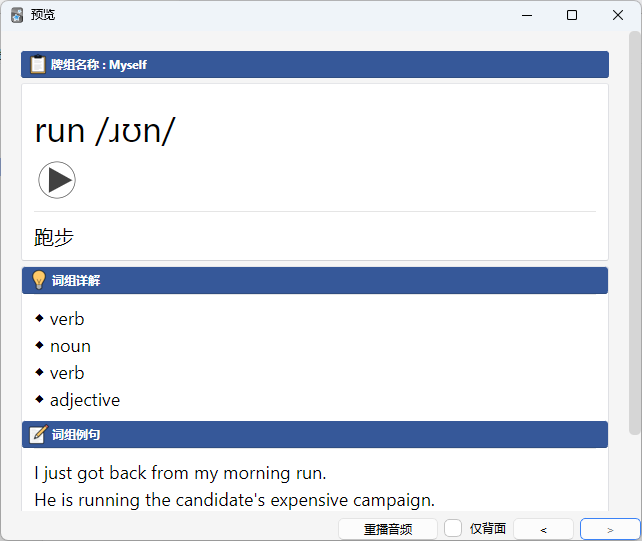 预览
牌组名称 : Myself
run /ɹʊn/
跑步
词组详解
◆ verb
◆ noun
◆ verb
◆ adjective
词组例句
I just got back from my morning run.
He is running the candidate's expensive campaign.
重播音频 仅背面 < >